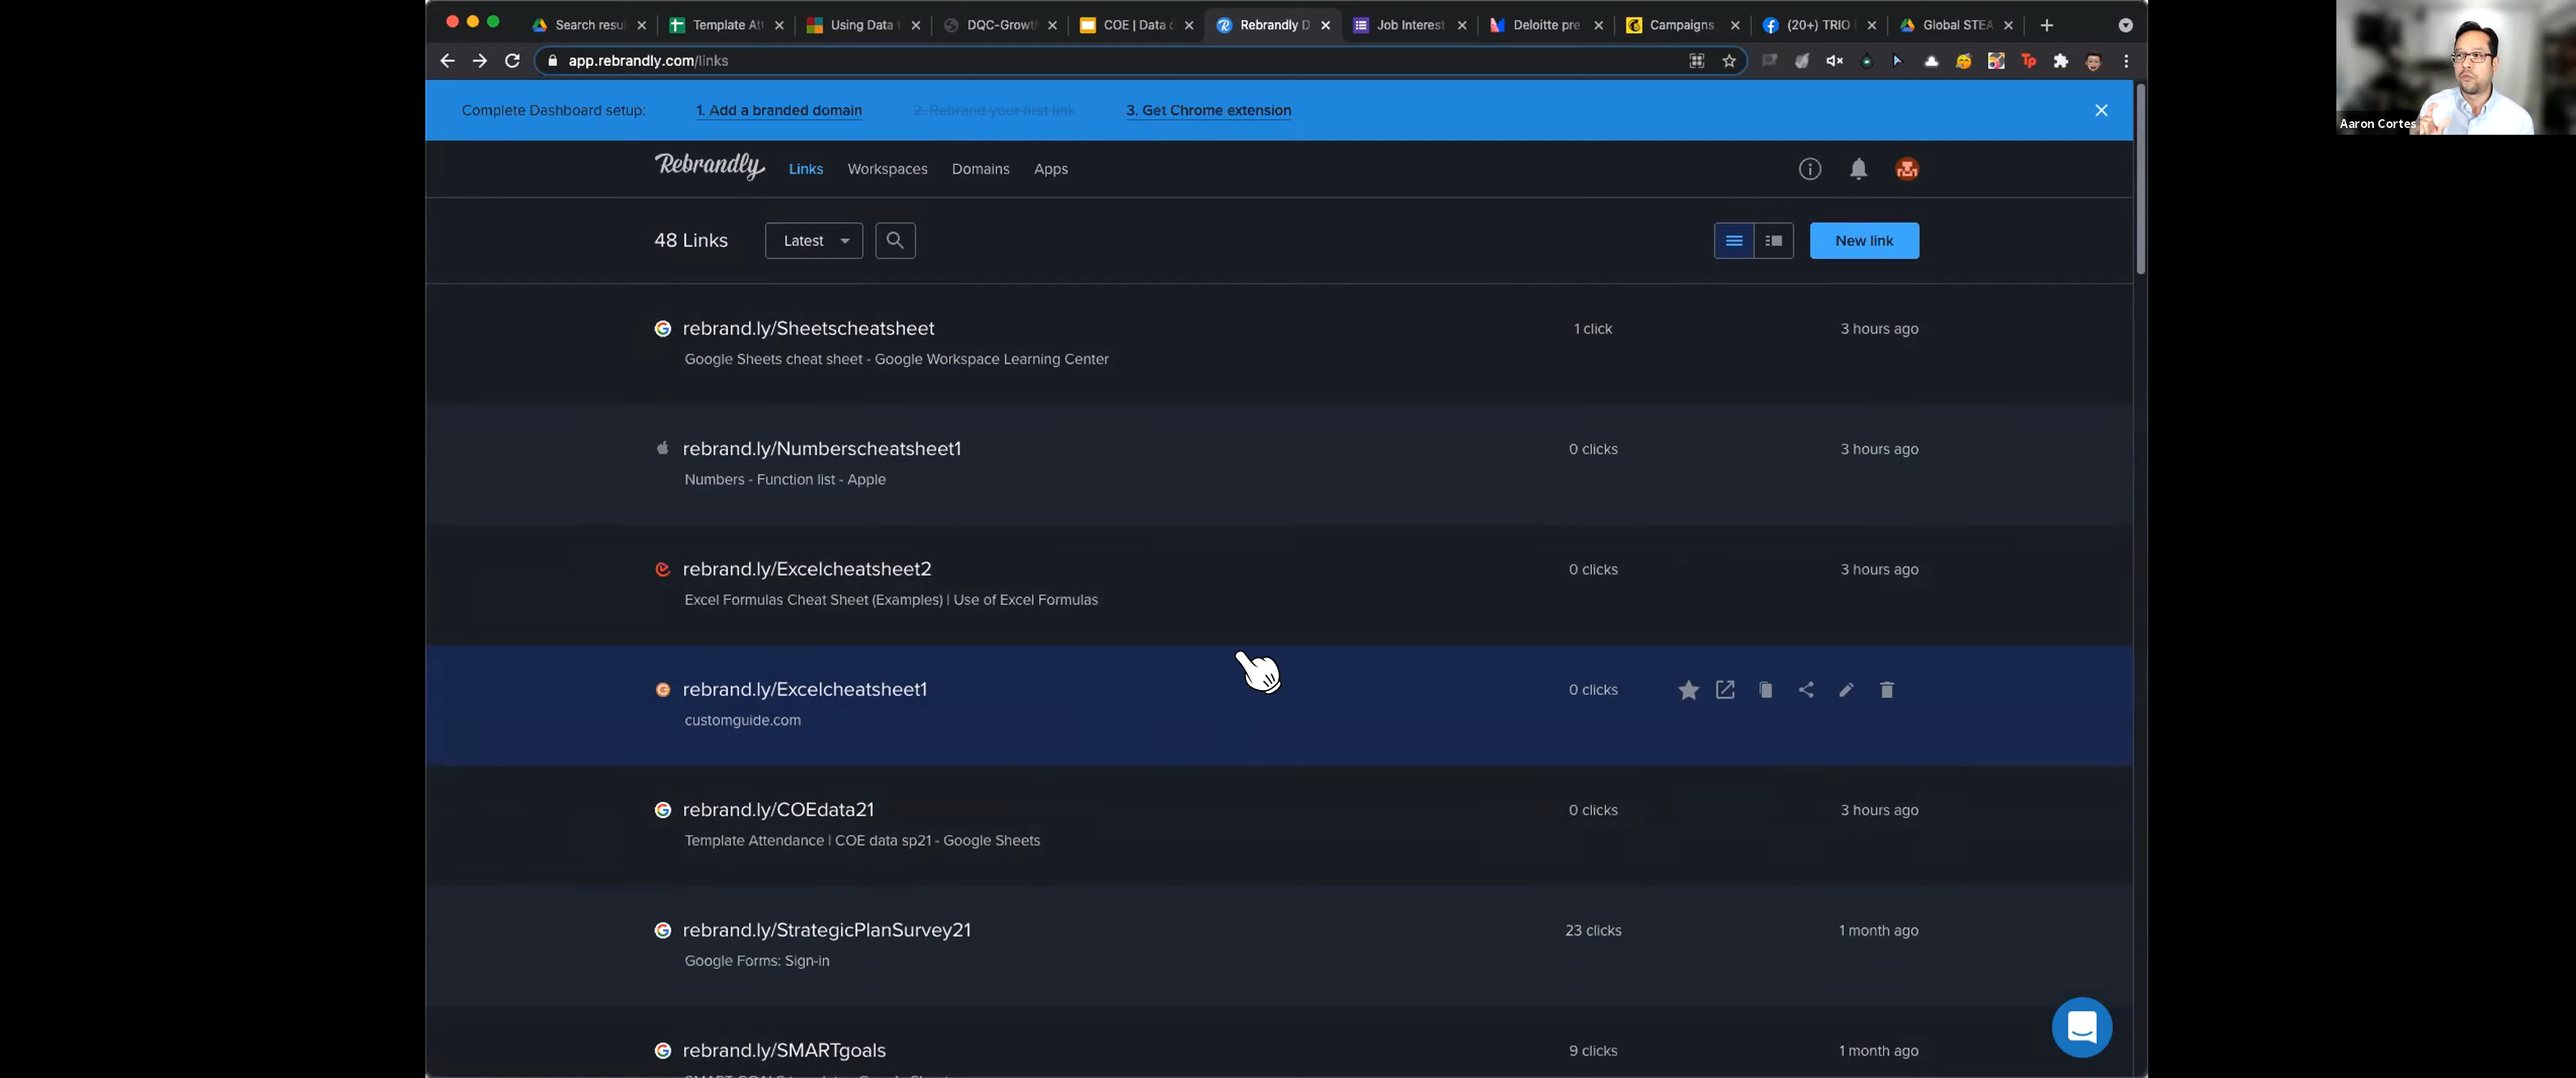 Search resu
Template Att
Using Data
DQC-Growt
COE | Data
Rebrandly D
Job Interest
Deloitte pre
Campaigns
(20+) TRIO
Global STEA
app.rebrandly.com/links
Aaron Cortes
Complete Dashboard setup: 1. Add a branded domain 2. Rebrand your first link 3. Get Chrome extension
Rebrandly Links Workspaces Domains Apps
48 Links Latest New link
rebrand.ly/Sheetscheatsheet 1 click 3 hours ago
Google Sheets cheat sheet - Google Workspace Learning Center
rebrand.ly/Numberscheatsheet1 0 clicks 3 hours ago
Numbers - Function list - Apple
rebrand.ly/Excelcheatsheet2 0 clicks 3 hours ago
Excel Formulas Cheat Sheet (Examples) | Use of Excel Formulas
rebrand.ly/Excelcheatsheet1 0 clicks
customguide.com
rebrand.ly/COEdata21 0 clicks 3 hours ago
Template Attendance | COE data sp21 - Google Sheets
rebrand.ly/StrategicPlanSurvey21 23 clicks 1 month ago
Google Forms: Sign-in
rebrand.ly/SMARTgoals 9 clicks 1 month ago